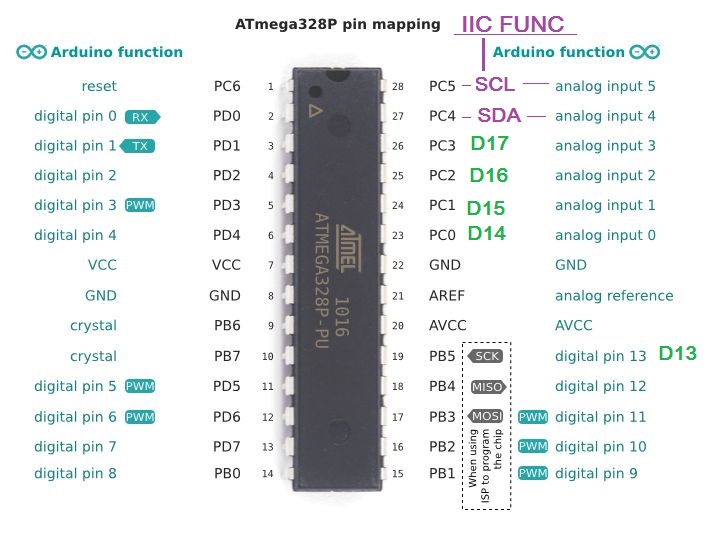 ATmega328P pin mapping IIC FUNC
Arduino function Arduino function
reset PC6 1 28 PC5 SCL analog input 5
digital pin 0 RX PD0 2 27 PC4 SDA analog input 4
digital pin 1 TX PD1 3 26 PC3 D17 analog input 3
digital pin 2 PD2 4 25 PC2 D16 analog input 2
digital pin 3 PWM PD3 5 24 PC1 D15 analog input 1
digital pin 4 PD4 6 23 PC0 D14 analog input 0
VCC VCC 7 22 GND GND
GND GND 8 21 AREF analog reference
crystal PB6 9 20 AVCC AVCC
crystal PB7 10 19 PB5 SCK digital pin 13 D13
digital pin 5 PWM PD5 11 18 PB4 MISO digital pin 12
digital pin 6 PWM PD6 12 17 PB3 MOSI PWM digital pin 11
digital pin 7 PD7 13 16 PB2 PWM digital pin 10
digital pin 8 PB0 14 15 PB1 PWM digital pin 9
When using
ISP to program
the chip
ATMEL
1016
ATMEGA328P-PU